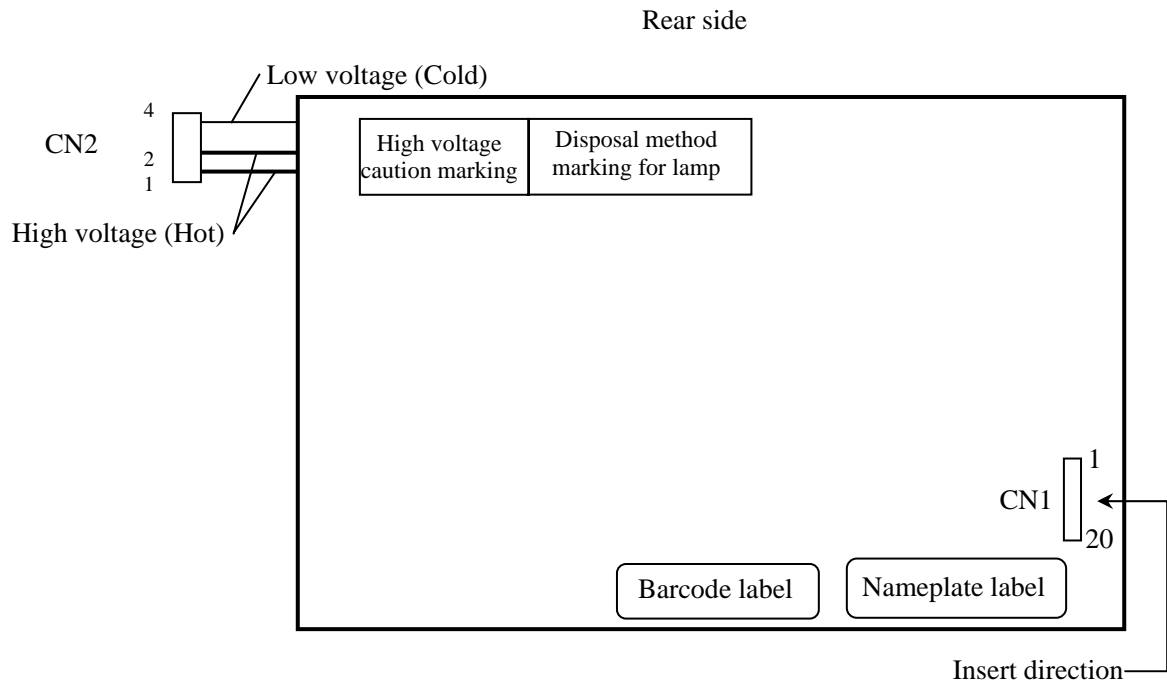 Rear side
Low voltage (Cold)
4
CN2
2
1
High voltage (Hot)
High voltage
caution marking
Disposal method
marking for lamp
1
CN1
20
Barcode label
Nameplate label
Insert direction